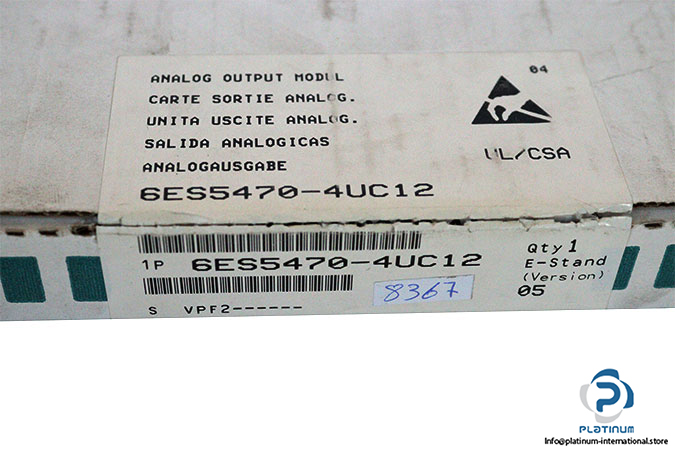 ANALOG OUTPUT MODUL
04
CARTE SORTIE ANALOG.
UNITA USCITE ANALOG.
SALIDA ANALOGICAS
ANALOGAUSGABE
UL/CSA
6ES5470-4UC12
1P 6ES5470-4UC12
Qty 1
E-Stand
(Version)
05
8367
S VPF2------
P
PLATINUM
Info@platinum-international.store